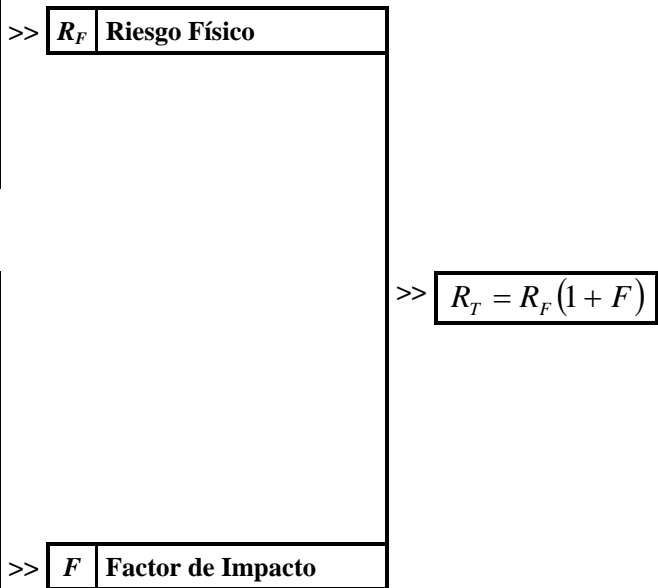 >> R_F Riesgo Físico
>> R_T = R_F (1 + F)
>> F Factor de Impacto